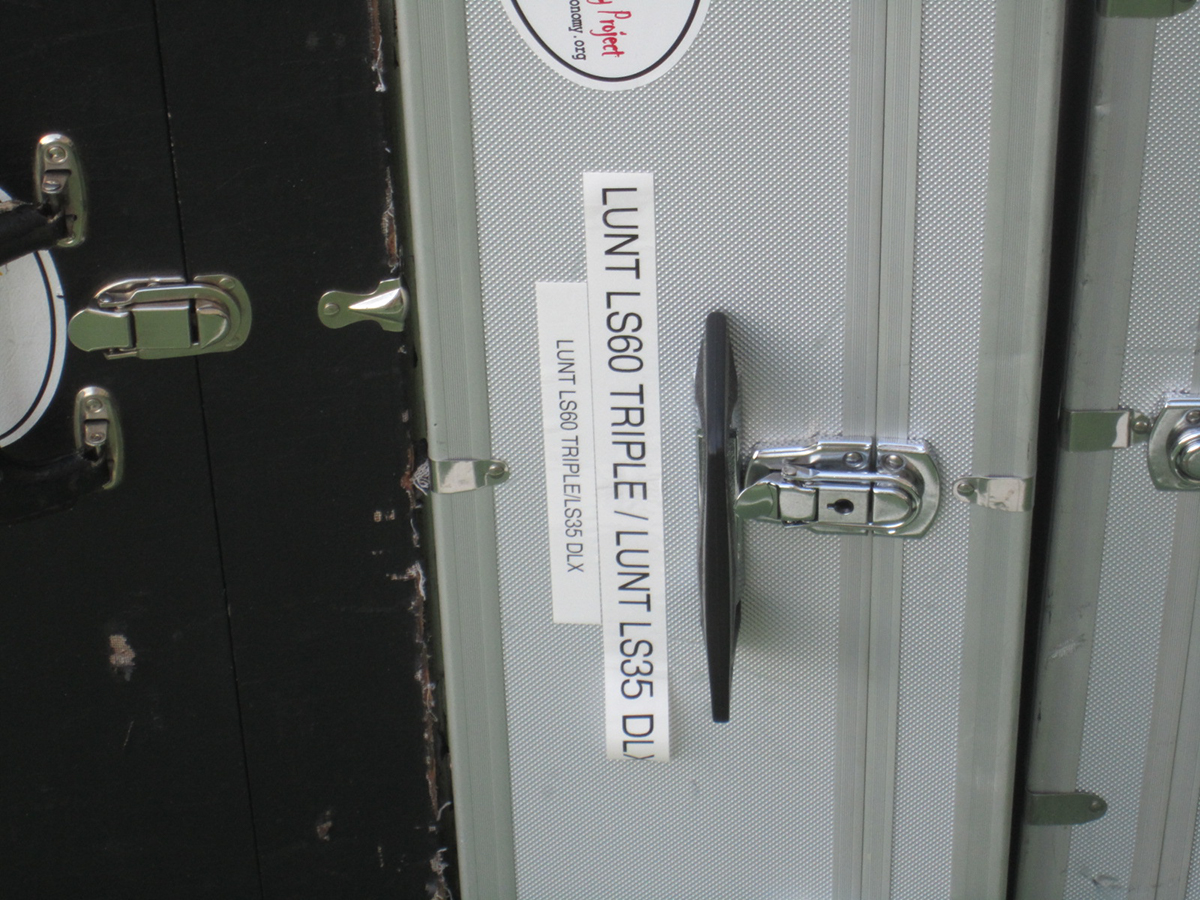 Project
onomy.org
LUNT LS60 TRIPLE / LUNT LS35 DLX
LUNT LS60 TRIPLE/LS35 DLX